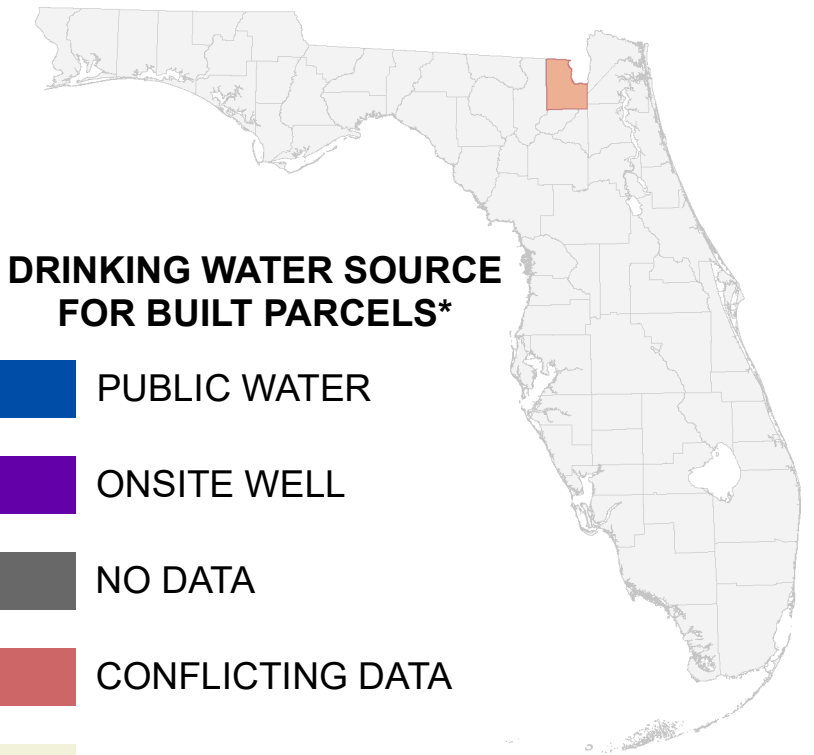 DRINKING WATER SOURCE
FOR BUILT PARCELS*
PUBLIC WATER
ONSITE WELL
NO DATA
CONFLICTING DATA